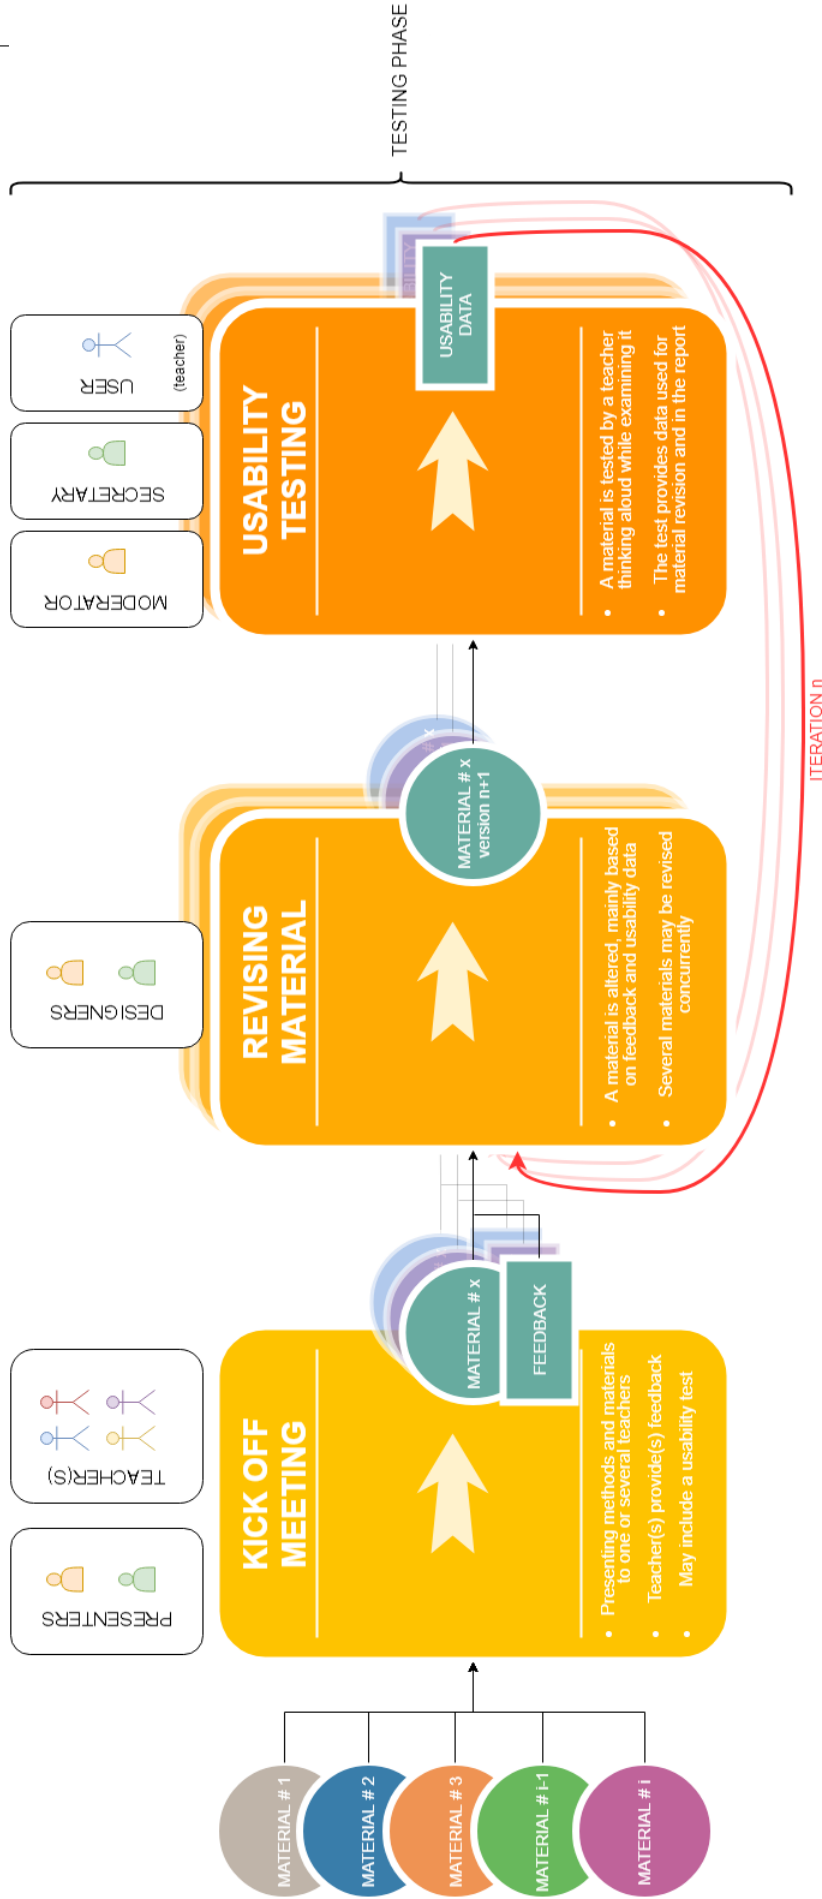 TESTING PHASE
PRESENTERS
TEACHER(S)
DESIGNERS
MODERATOR
SECRETARY
USER
(teacher)
MATERIAL # 1
MATERIAL # 2
MATERIAL # 3
MATERIAL # i-1
MATERIAL # i
KICK OFF
MEETING
MATERIAL # x
FEEDBACK
• Presenting methods and materials
to one or several teachers
• Teacher(s) provide(s) feedback
• May include a usability test
REVISING
MATERIAL
# x
MATERIAL # x
version n+1
• A material is altered, mainly based
on feedback and usability data
• Several materials may be revised
concurrently
USABILITY
TESTING
BILITY
USABILITY
DATA
• A material is tested by a teacher
thinking aloud while examining it
• The test provides data used for
material revision and in the report
ITERATION n